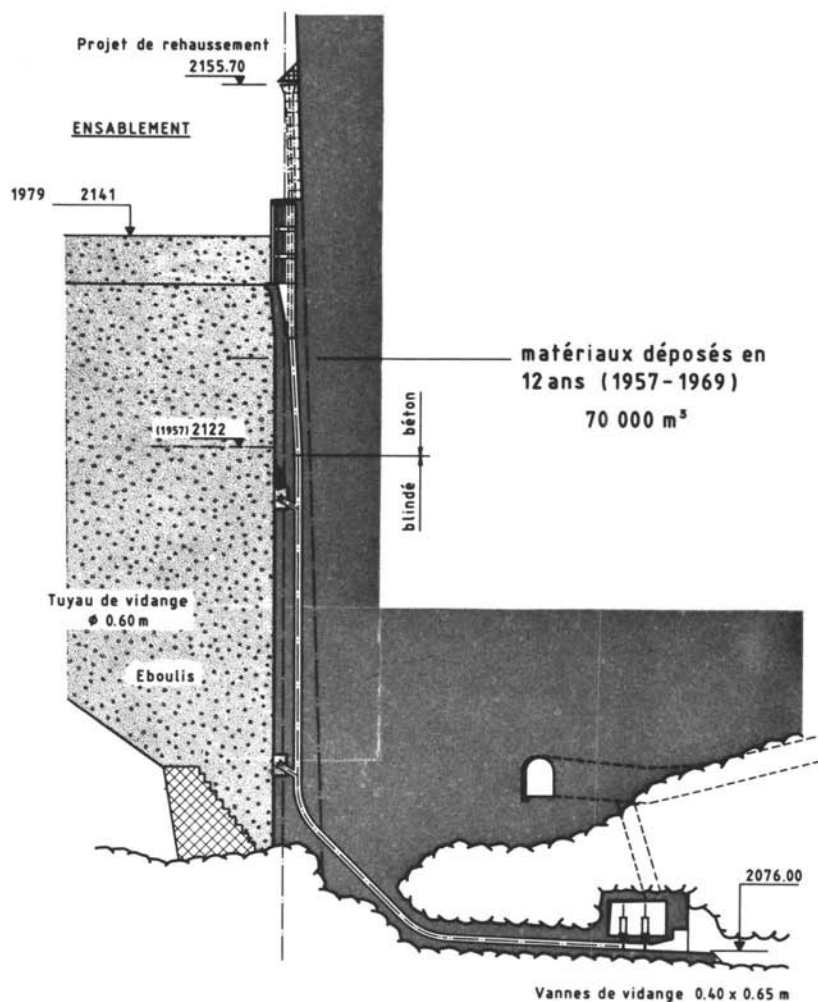 Projet de rehaussement
2155.70
ENSABLEMENT
1979 2141
matériaux déposés en
12 ans (1957-1969)
70 000 m³
béton
(1957) 2122
blindé
Tuyau de vidange
ø 0.60 m
Eboulis
2076.00
Vannes de vidange 0,40 x 0.65 m